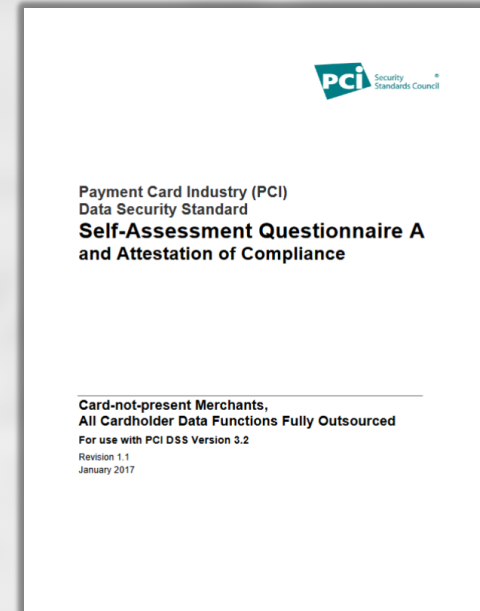 PCI Security
Standards Council
®
Payment Card Industry (PCI)
Data Security Standard
Self-Assessment Questionnaire A
and Attestation of Compliance
Card-not-present Merchants,
All Cardholder Data Functions Fully Outsourced
For use with PCI DSS Version 3.2
Revision 1.1
January 2017